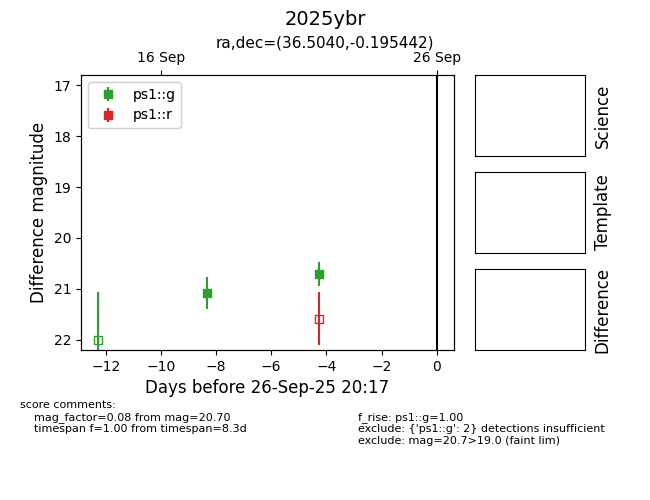 2025ybr
ra,dec=(36.5040,-0.195442)
16 Sep
26 Sep
ps1::g
ps1::r
17
18
19
20
21
22
Difference magnitude
−12
−10
−8
−6
−4
−2
0
Days before 26-Sep-25 20:17
Science
Template
Difference
score comments:
mag_factor=0.08 from mag=20.70
timespan f=1.00 from timespan=8.3d
f_rise: ps1::g=1.00
exclude: {'ps1::g': 2} detections insufficient
exclude: mag=20.7>19.0 (faint lim)